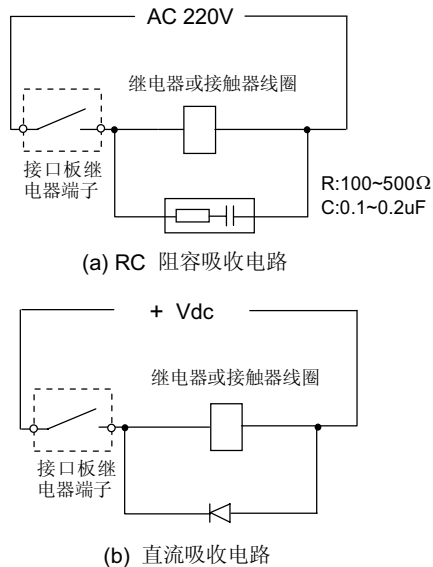 AC 220V
继电器或接触器线圈
接口板继
电器端子
R:100~500Ω
C:0.1~0.2uF
(a) RC 阻容吸收电路
+ Vdc
继电器或接触器线圈
接口板继
电器端子
(b) 直流吸收电路